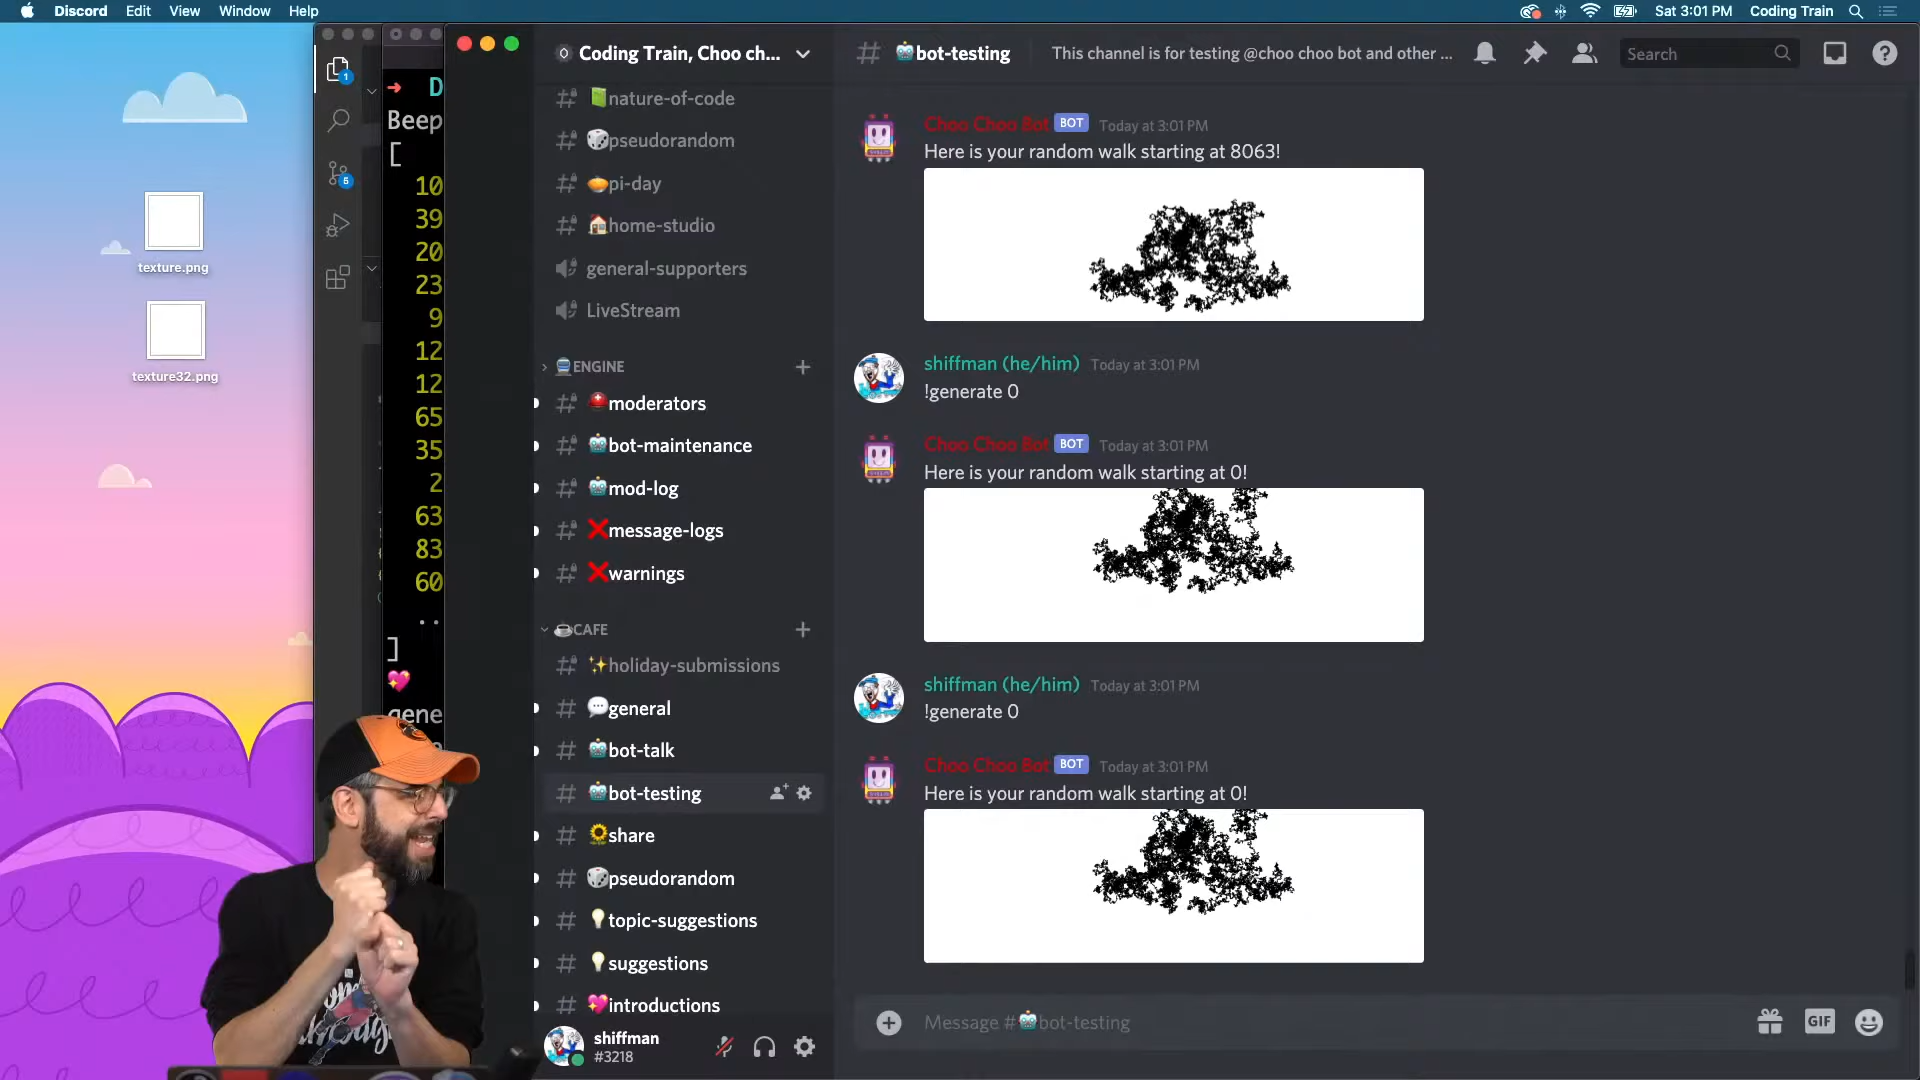 Discord Edit View Window Help
Sat 3:01 PM Coding Train
texture.png
texture32.png
1
5
D
Beep
[
10
39
20
23
9
12
12
65
35
2
63
83
60
..
]
gene
Coding Train, Choo ch...
nature-of-code
pseudorandom
pi-day
home-studio
general-supporters
LiveStream
ENGINE
moderators
bot-maintenance
mod-log
message-logs
warnings
CAFE
holiday-submissions
general
bot-talk
bot-testing
share
pseudorandom
topic-suggestions
suggestions
introductions
shiffman
#3218
bot-testing This channel is for testing @choo choo bot and other ... Search
Choo Choo Bot BOT Today at 3:01 PM
Here is your random walk starting at 8063!
shiffman (he/him) Today at 3:01 PM
!generate 0
Choo Choo Bot BOT Today at 3:01 PM
Here is your random walk starting at 0!
shiffman (he/him) Today at 3:01 PM
!generate 0
Choo Choo Bot BOT Today at 3:01 PM
Here is your random walk starting at 0!
Message #bot-testing
GIF